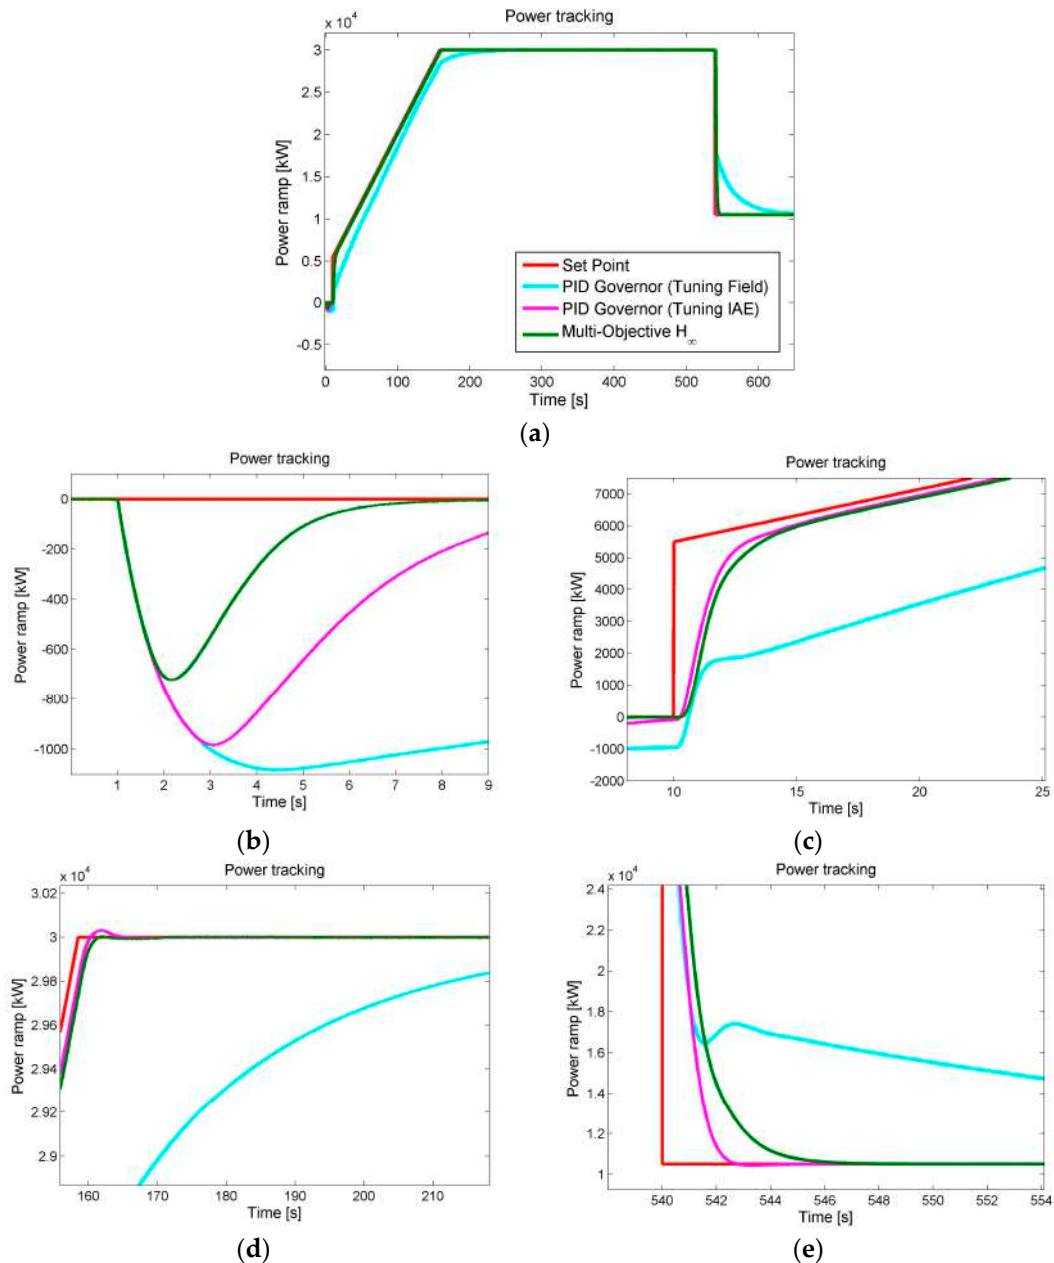 Power tracking
x 10⁴
3
2.5
2
1.5
1
0.5
0
-0.5
Power ramp [kW]
Set Point
PID Governor (Tuning Field)
PID Governor (Tuning IAE)
Multi-Objective H∞
0 100 200 300 400 500 600
Time [s]
(a)
Power tracking
0
-200
-400
-600
-800
-1000
Power ramp [kW]
1 2 3 4 5 6 7 8 9
Time [s]
(b)
Power tracking
7000
6000
5000
4000
3000
2000
1000
0
-1000
-2000
Power ramp [kW]
10 15 20 25
Time [s]
(c)
Power tracking
x 10⁴
3.02
3
2.98
2.96
2.94
2.92
2.9
Power ramp [kW]
160 170 180 190 200 210
Time [s]
(d)
Power tracking
x 10⁴
2.4
2.2
2
1.8
1.6
1.4
1.2
1
Power ramp [kW]
540 542 544 546 548 550 552 554
Time [s]
(e)